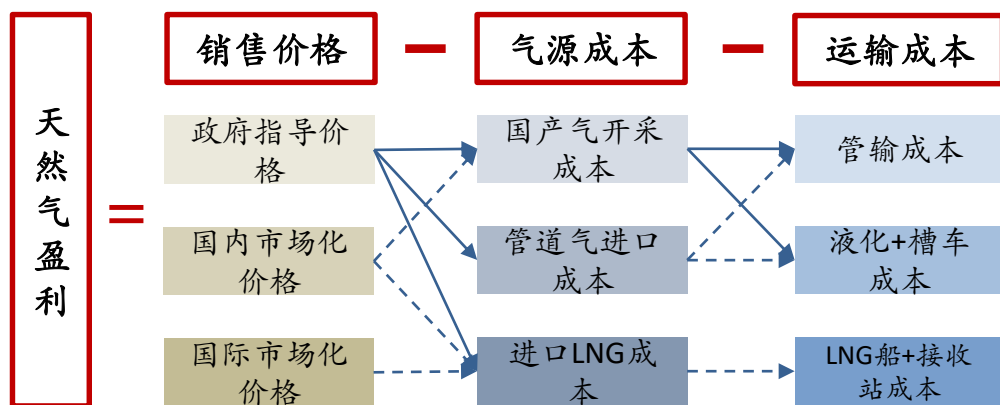 天然气盈利
=
销售价格 — 气源成本 — 运输成本
政府指导价
格
国产气开采
成本
管输成本
国内市场化
价格
管道气进口
成本
液化+槽车
成本
国际市场化
价格
进口LNG成
本
LNG船+接收
站成本